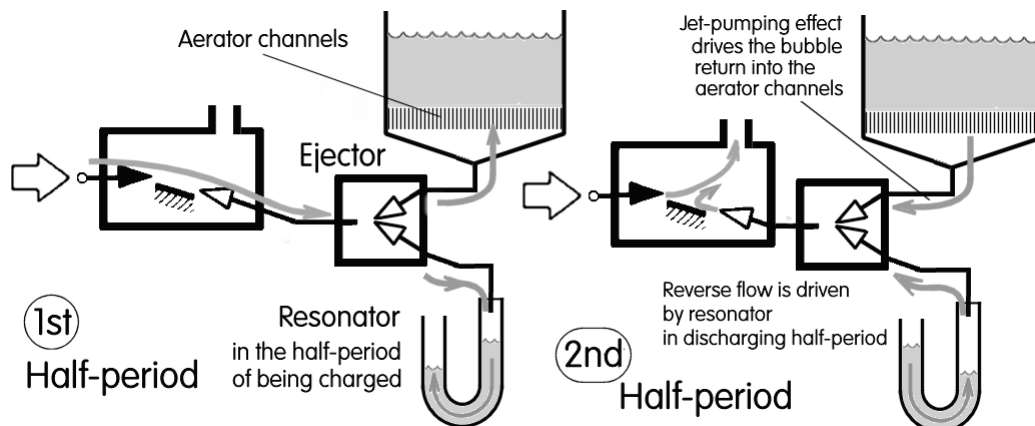 Aerator channels
Ejector
1st
Half-period
Resonator
in the half-period
of being charged
Jet-pumping effect
drives the bubble
return into the
aerator channels
Reverse flow is driven
by resonator
in discharging half-period
2nd
Half-period